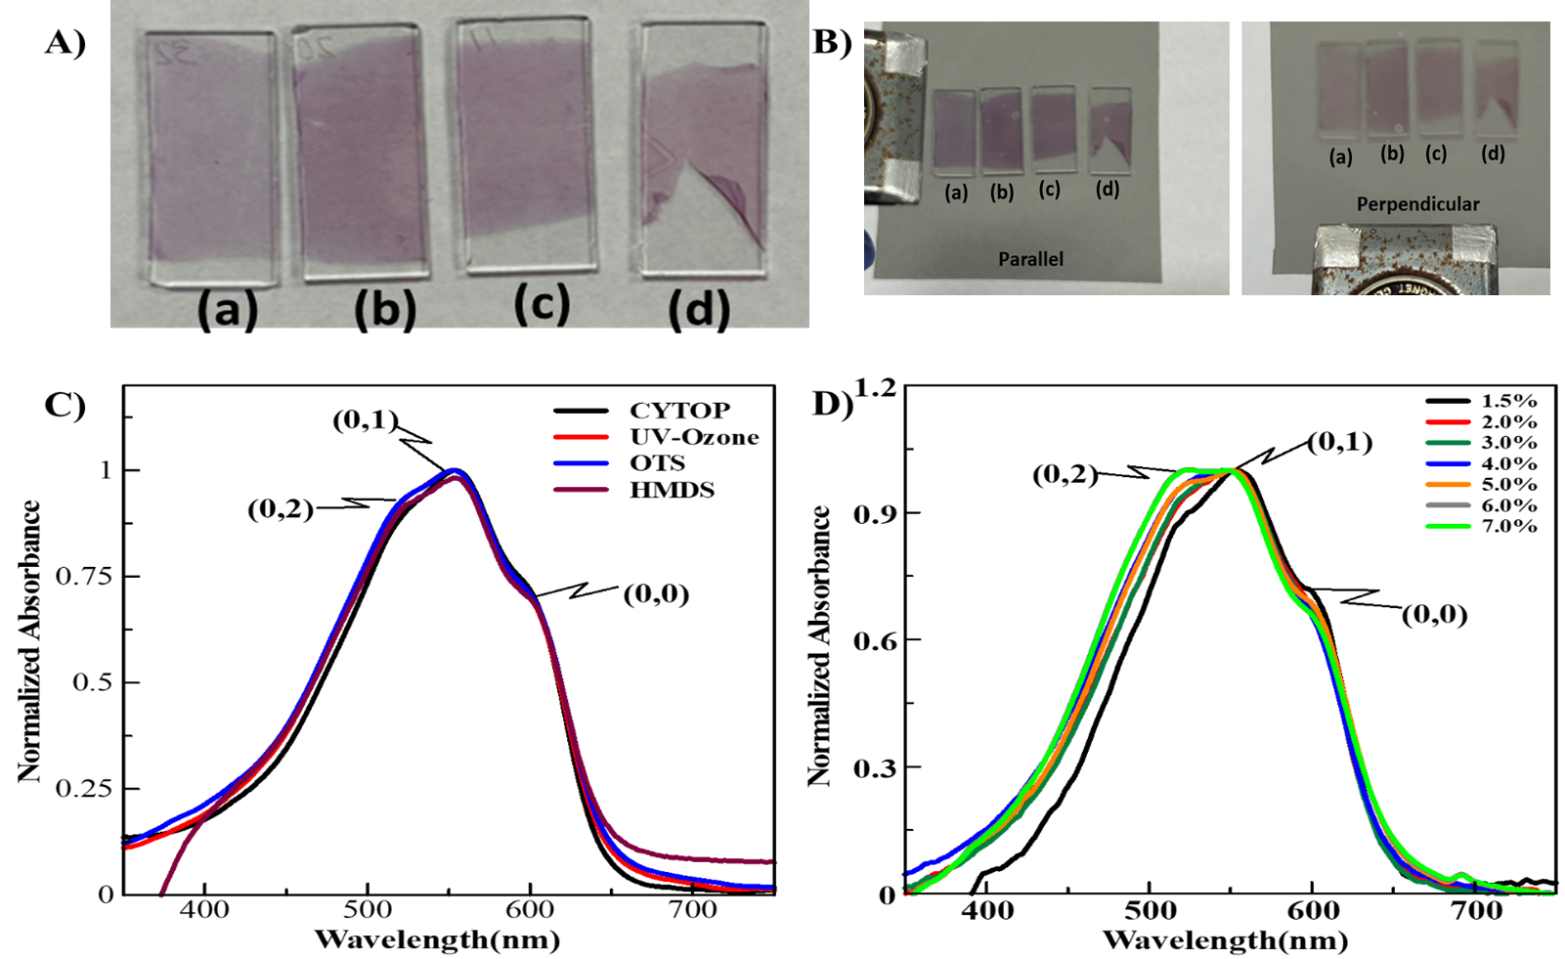 A)
32
20
11
(a)
(b)
(c)
(d)
B)
(a)
(b)
(c)
(d)
Parallel
(a)
(b)
(c)
(d)
Perpendicular
C)
(0,1)
(0,2)
(0,0)
CYTOP
UV-Ozone
OTS
HMDS
1
0.75
0.5
0.25
0
400
500
600
700
Normalized Absorbance
Wavelength(nm)
D)
(0,2)
(0,1)
(0,0)
1.5%
2.0%
3.0%
4.0%
5.0%
6.0%
7.0%
1.2
0.9
0.6
0.3
0
400
500
600
700
Normalized Absorbance
Wavelength(nm)